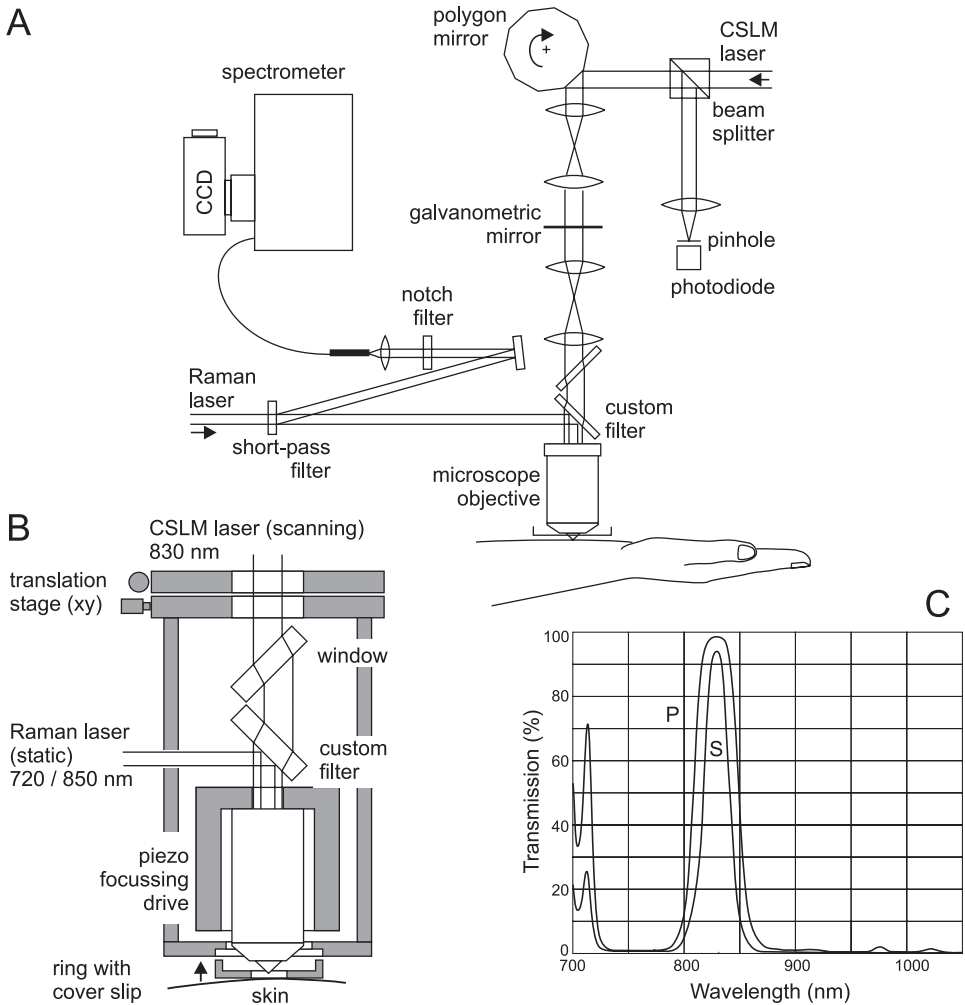 A
polygon
mirror
CSLM
laser
spectrometer
CCD
beam
splitter
galvanometric
mirror
pinhole
photodiode
notch
filter
Raman
laser
short-pass
filter
custom
filter
microscope
objective
B
CSLM laser (scanning)
830 nm
translation
stage (xy)
window
Raman laser
(static)
720 / 850 nm
custom
filter
piezo
focussing
drive
ring with
cover slip
skin
C
Transmission (%)
100
80
60
40
20
0
P
S
700
800
900
1000
Wavelength (nm)